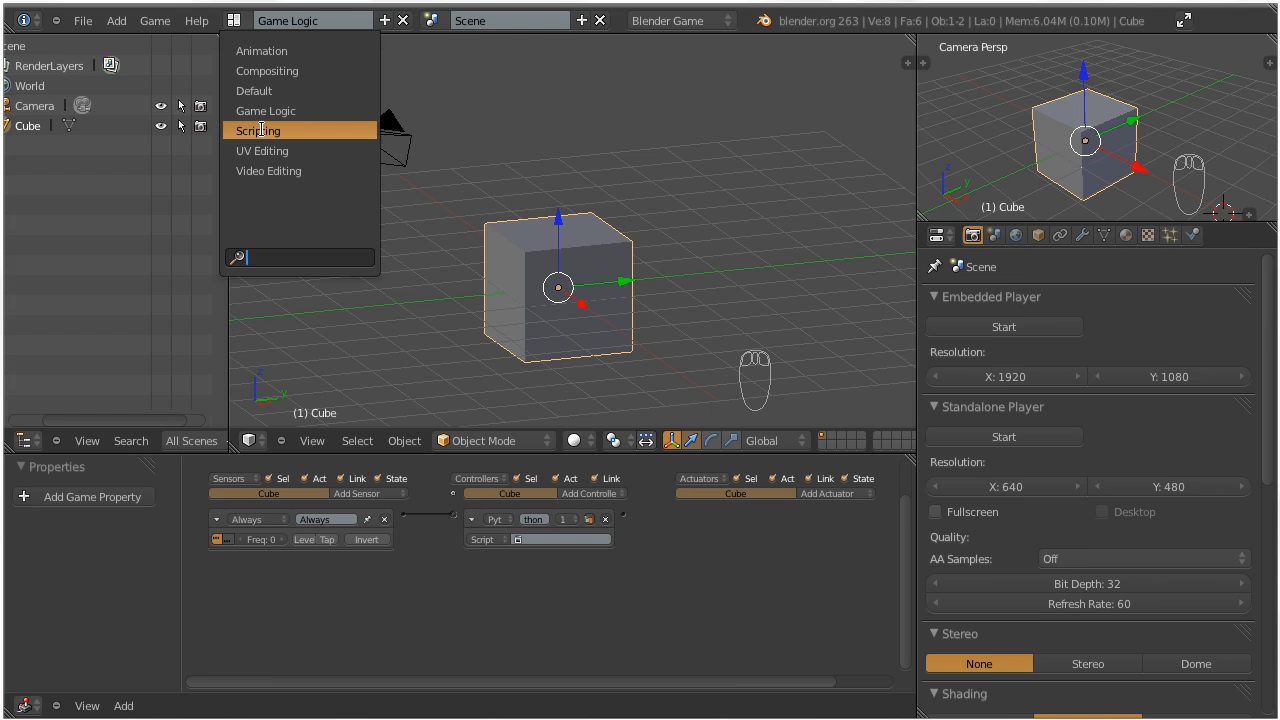 File Add Game Help Game Logic Scene Blender Game blender.org 263 | Ve:8 | Fa:6 | Ob:1-2 | La:0 | Mem:6.04M (0.10M) | Cube
cene
RenderLayers
World
Camera
Cube
Animation
Compositing
Default
Game Logic
Scripting
UV Editing
Video Editing
(1) Cube
Camera Persp
(1) Cube
View Search All Scenes
View Select Object Object Mode Global
Scene
Embedded Player
Start
Resolution:
X: 1920 Y: 1080
Standalone Player
Start
Resolution:
X: 640 Y: 480
Fullscreen Desktop
Quality:
AA Samples: Off
Bit Depth: 32
Refresh Rate: 60
Stereo
None Stereo Dome
Shading
Properties
Add Game Property
Sensors Sel Act Link State Controllers Sel Act Link Actuators Sel Act Link State
Cube Add Sensor Cube Add Controlle Cube Add Actuator
Always Always Pyt thon 1
Freq: 0 Leve Tap Invert Script
View Add